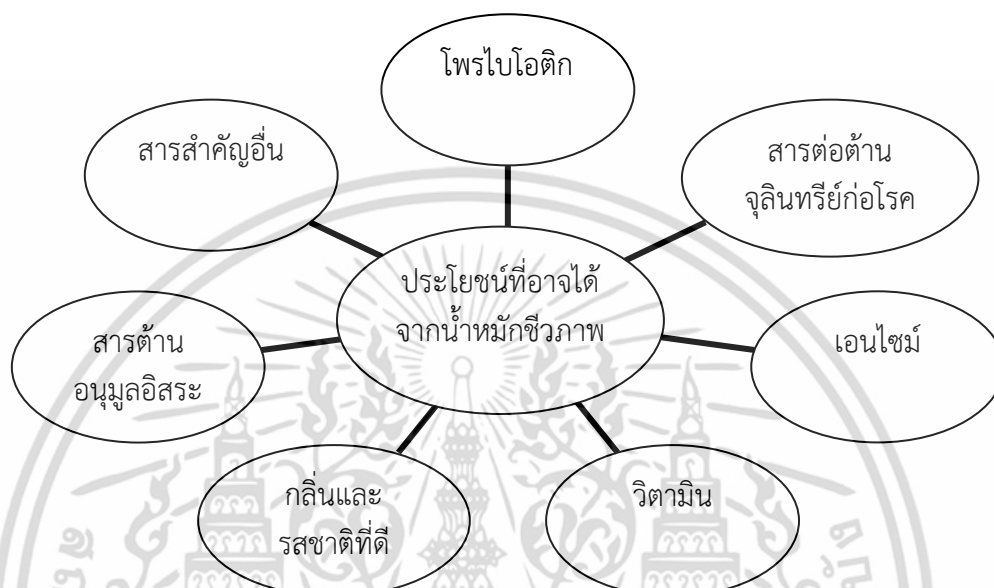 โพรไบโอติก
สารสำคัญอื่น
สารต่อต้าน
จุลินทรีย์ก่อโรค
ประโยชน์ที่อาจได้
จากน้ำหมักชีวภาพ
สารต้าน
อนุมูลอิสระ
เอนไซม์
กลิ่นและ
รสชาติที่ดี
วิตามิน